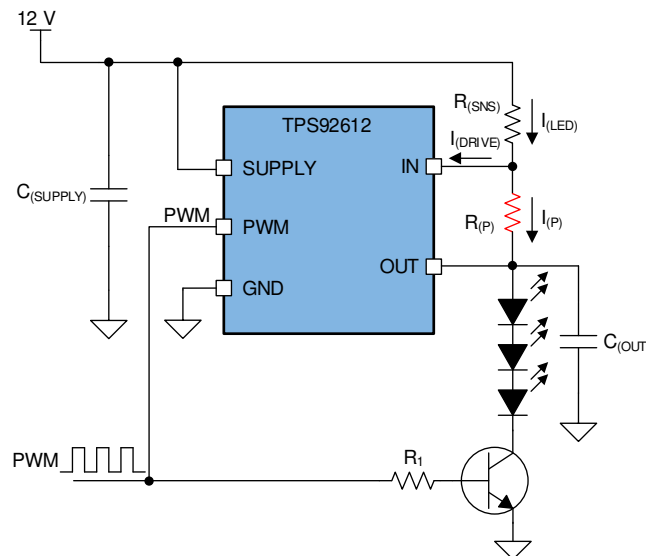 12 V
TPS92612
R(SNS)
I(LED)
I(DRIVE)
SUPPLY
IN
C(SUPPLY)
PWM
PWM
R(P)
I(P)
OUT
GND
C(OUT
PWM
R1